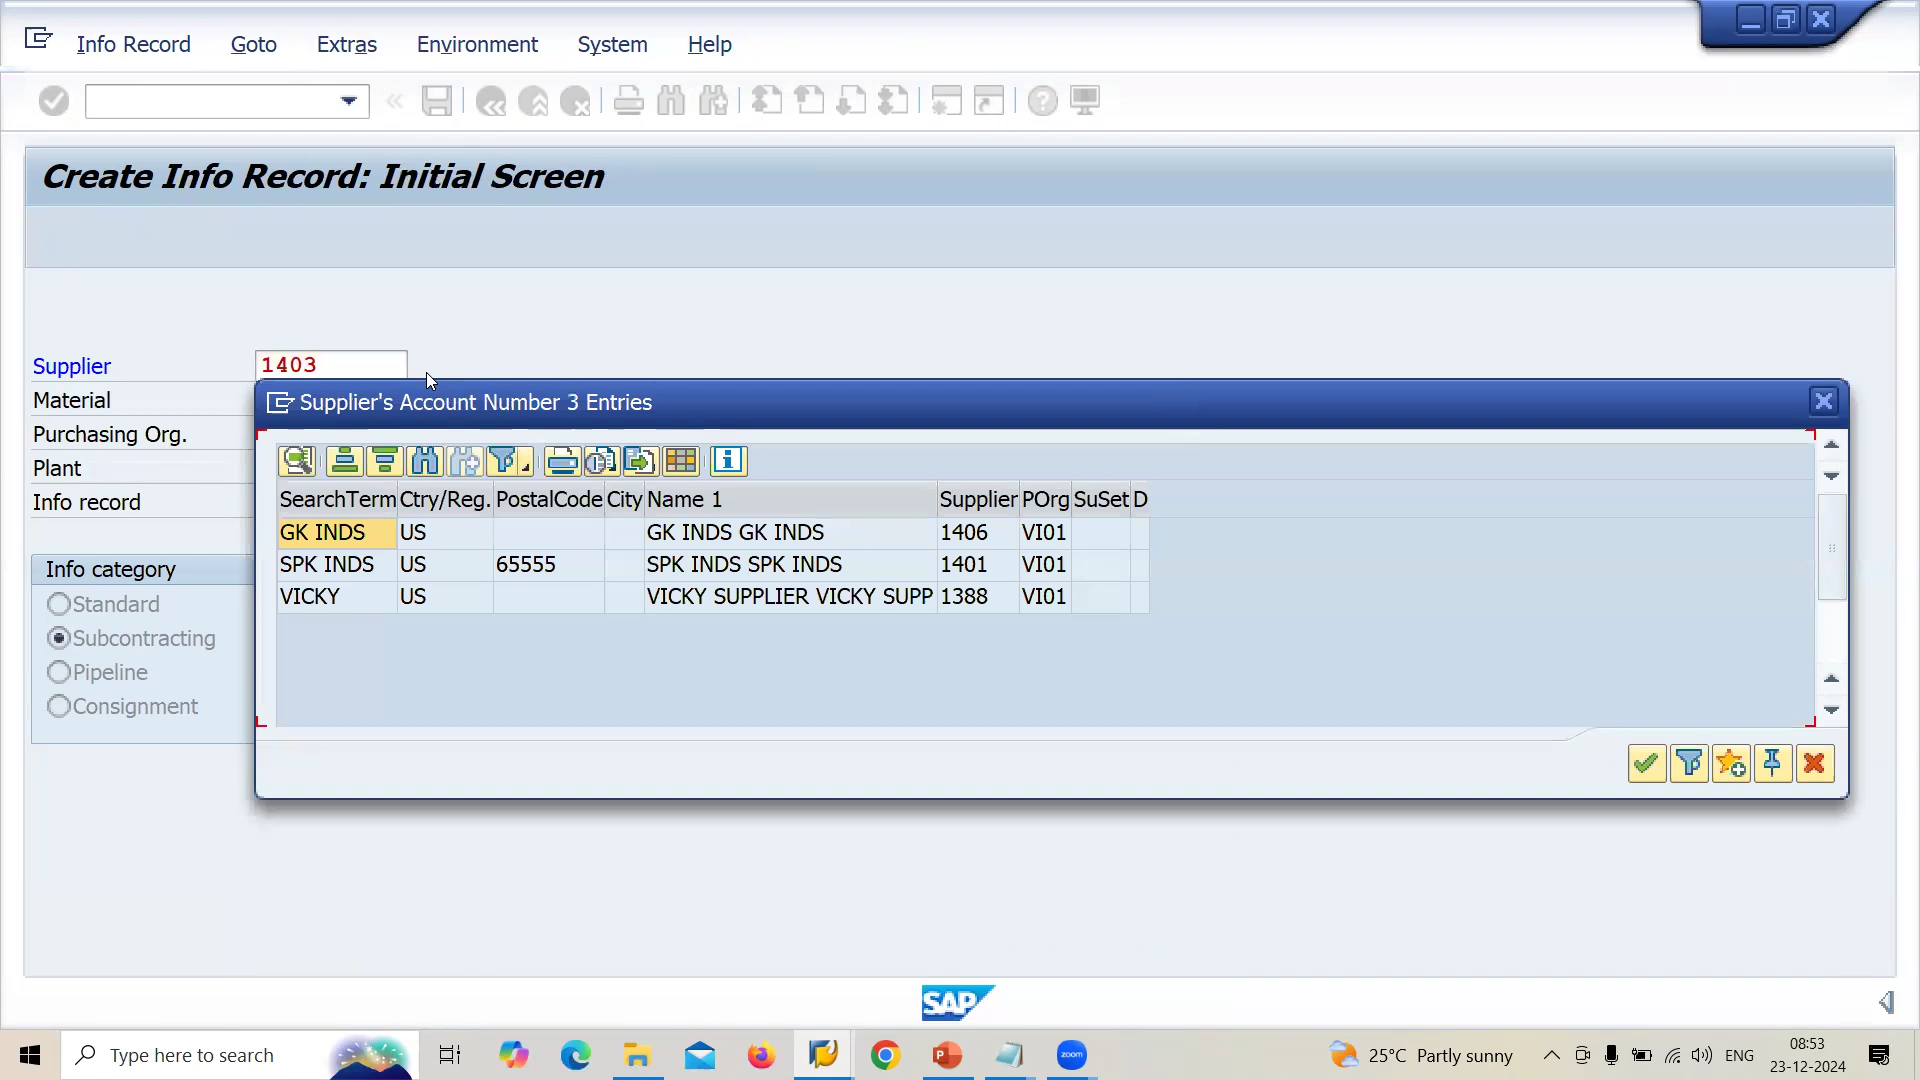 Info Record Goto Extras Environment System Help
Create Info Record: Initial Screen
Supplier 1403
Material
Purchasing Org.
Plant
Info record
Info category
Standard
Subcontracting
Pipeline
Consignment
Supplier's Account Number 3 Entries
SearchTerm Ctry/Reg. PostalCode City Name 1 Supplier POrg SuSet D
GK INDS US GK INDS GK INDS 1406 VI01
SPK INDS US 65555 SPK INDS SPK INDS 1401 VI01
VICKY US VICKY SUPPLIER VICKY SUPP 1388 VI01
SAP
Type here to search
zoom
25°C Partly sunny
ENG
08:53
23-12-2024